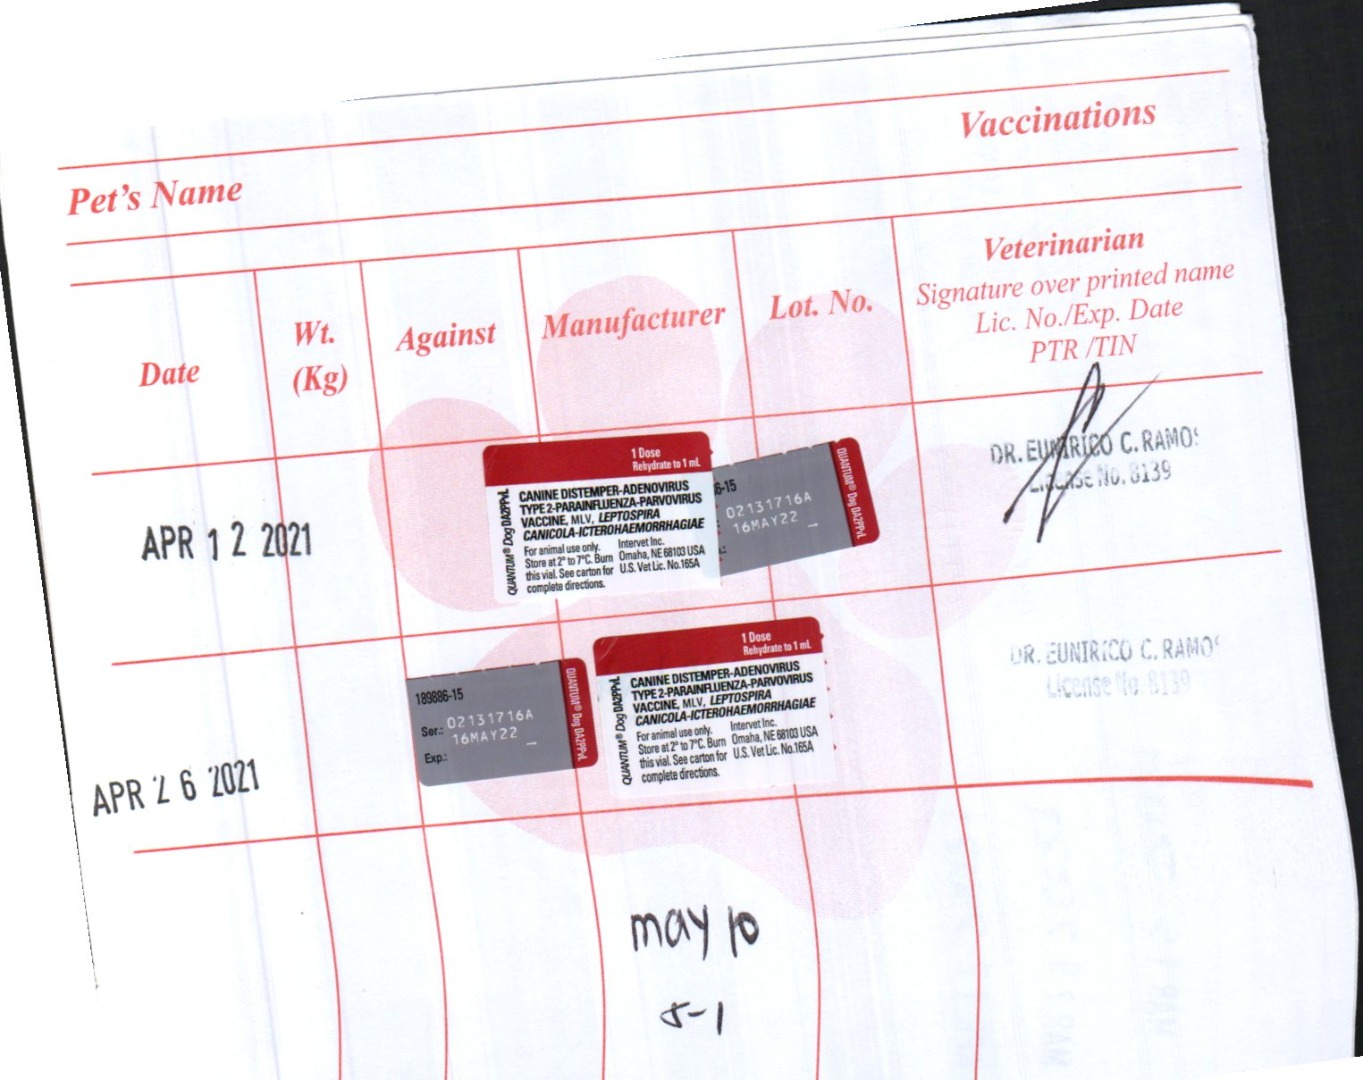 Vaccinations
Pet's Name
Date
Wt.
(Kg)
Against
Manufacturer
Lot. No.
Veterinarian
Signature over printed name
Lic. No./Exp. Date
PTR /TIN
APR 12 2021
QUANTUM® Dog DA2PPvL
1 Dose
Rehydrate to 1 mL
CANINE DISTEMPER-ADENOVIRUS
TYPE 2-PARAINFLUENZA-PARVOVIRUS
VACCINE, MLV, LEPTOSPIRA
CANICOLA-ICTEROHAEMORRHAGIAE
For animal use only.
Store at 2° to 7°C. Burn
this vial. See carton for
complete directions.
Intervet Inc.
Omaha, NE 68103 USA
U.S. Vet Lic. No.165A
6-15
02131716A
16MAY22
QUANTUM® Dog DA2PPvL
DR. EUNIRICO C. RAMOS
License No. 8139
APR 26 2021
189886-15
Ser.: 02131716A
16MAY22
Exp.:
QUANTUM® Dog DA2PPvL
QUANTUM® Dog DA2PPvL
1 Dose
Rehydrate to 1 mL
CANINE DISTEMPER-ADENOVIRUS
TYPE 2-PARAINFLUENZA-PARVOVIRUS
VACCINE, MLV, LEPTOSPIRA
CANICOLA-ICTEROHAEMORRHAGIAE
For animal use only.
Store at 2° to 7°C. Burn
this vial. See carton for
complete directions.
Intervet Inc.
Omaha, NE 68103 USA
U.S. Vet Lic. No.165A
DR. EUNIRICO C. RAMOS
License No 8139
may 10
5-1